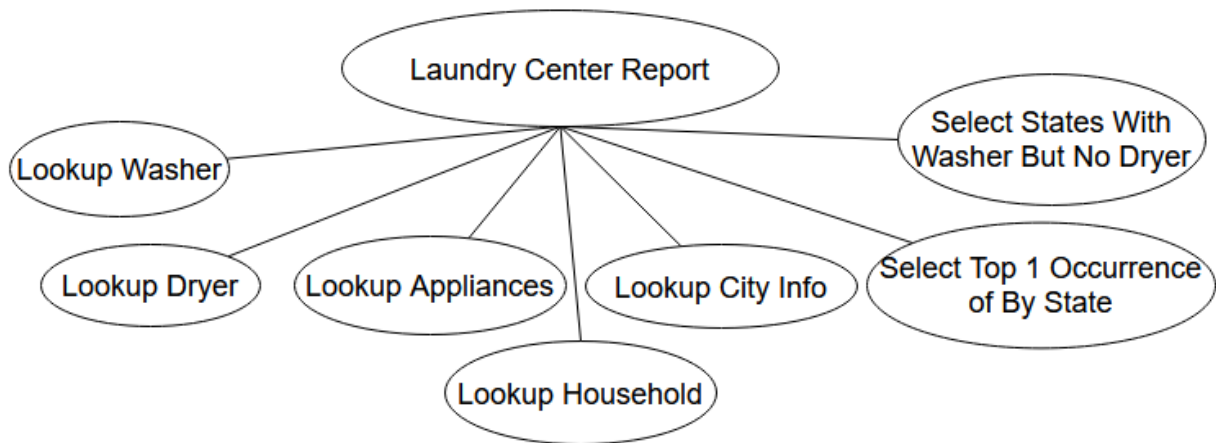 Laundry Center Report
Select States With
Washer But No Dryer
Lookup Washer
Lookup Dryer
Lookup Appliances
Lookup City Info
Select Top 1 Occurrence
of By State
Lookup Household